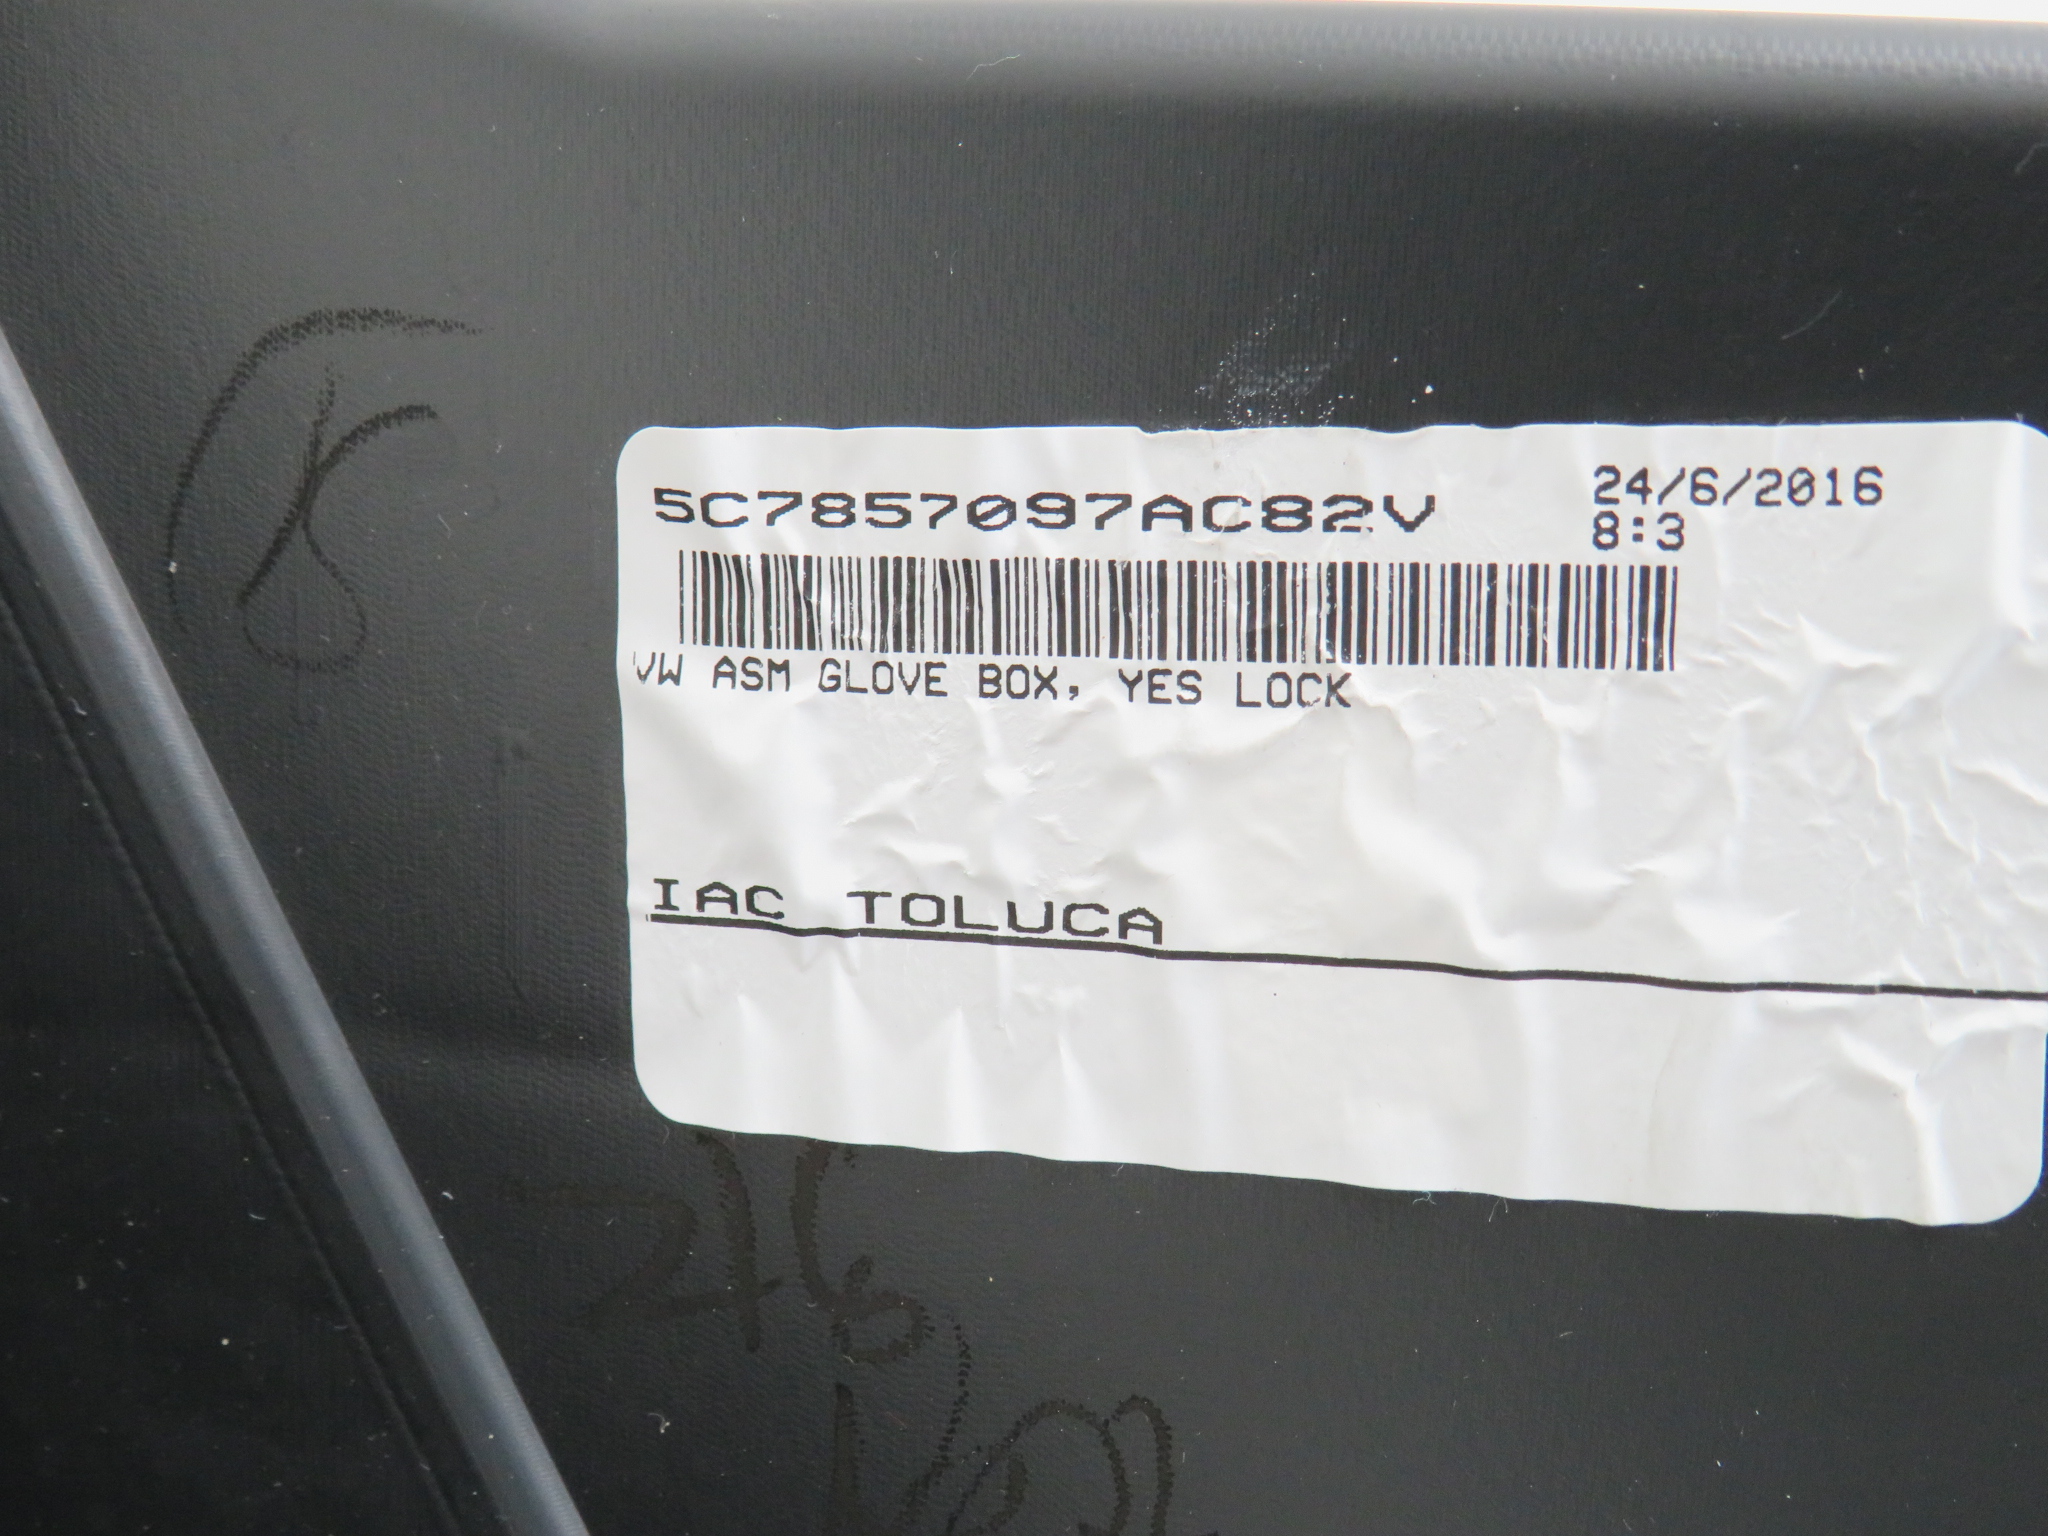 5C7857097AC82V
24/6/2016
8:3
VW ASM GLOVE BOX, YES LOCK
IAC TOLUCA